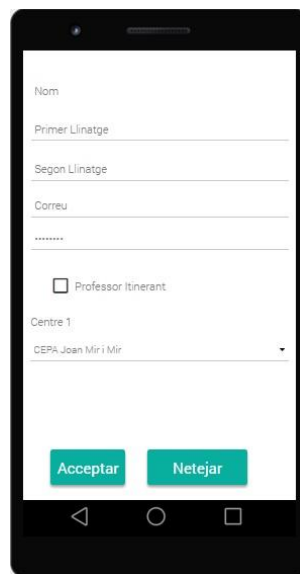 Nom
Primer Llinatge
Segon Llinatge
Correu
........
Professor Itinerant
Centre 1
CEPA Joan Mir i Mir
Acceptar Netejar